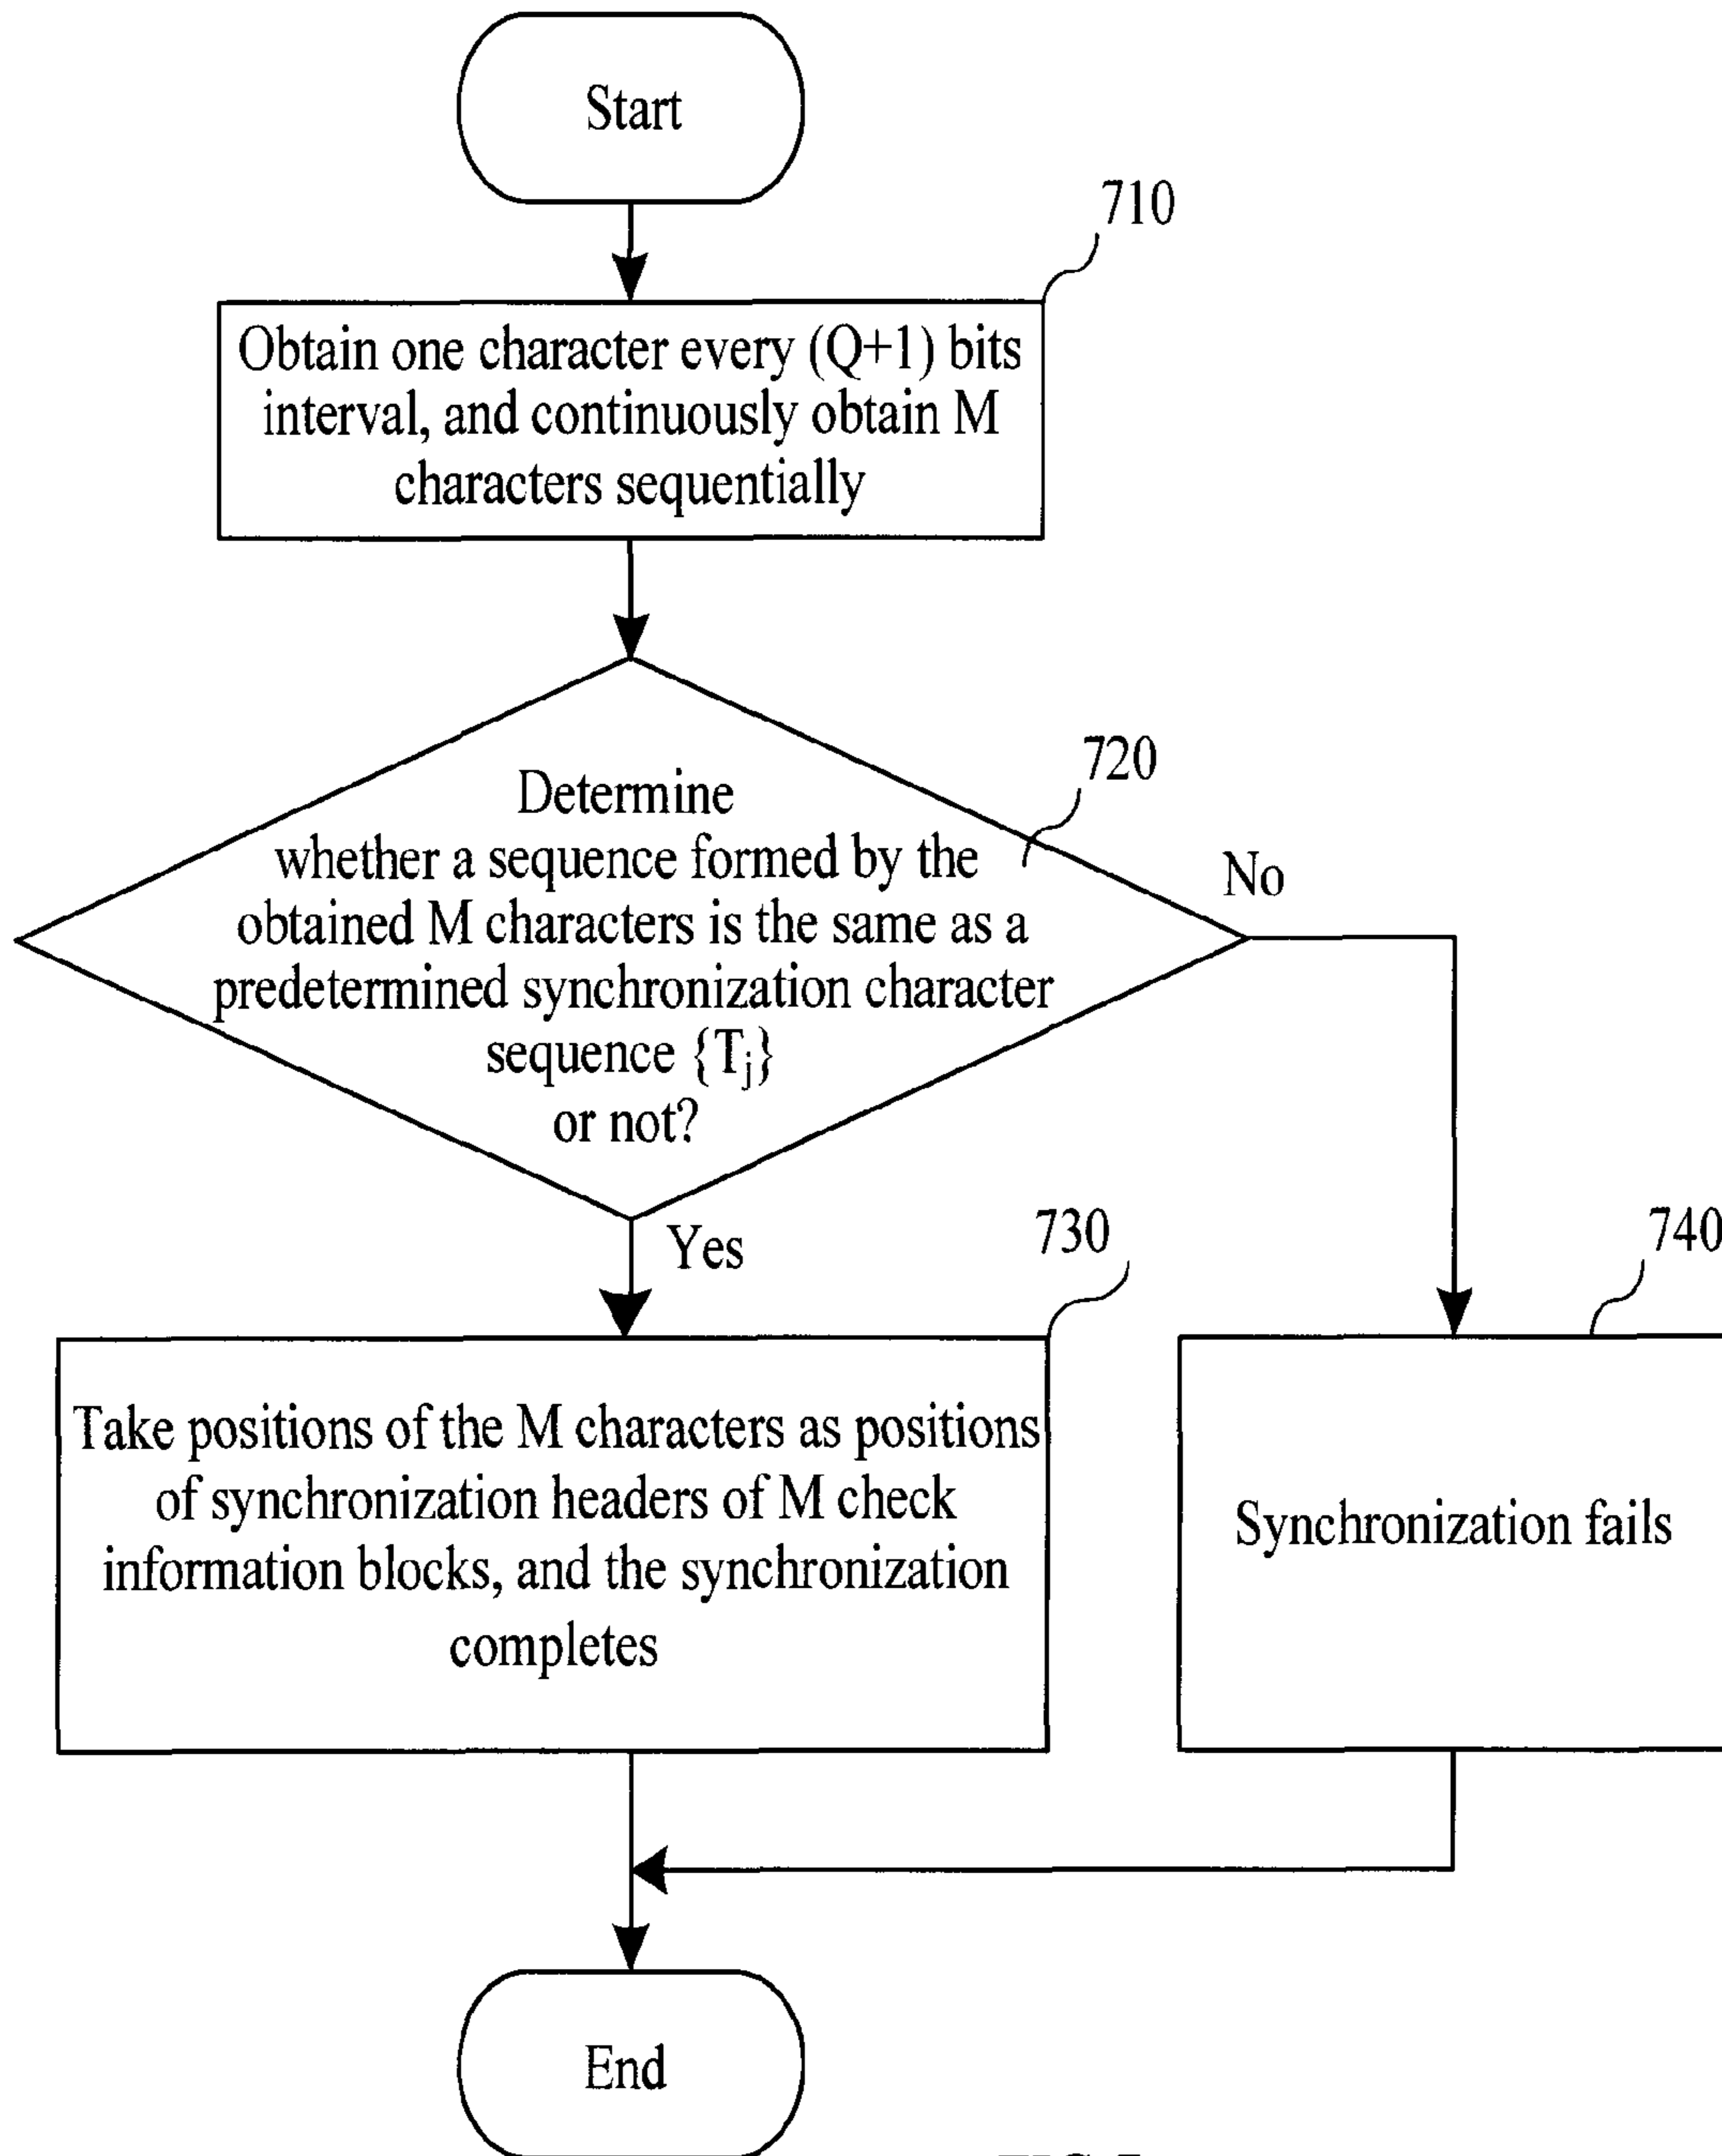 Start
710
Obtain one character every (Q+1) bits
interval, and continuously obtain M
characters sequentially
720
Determine
whether a sequence formed by the
obtained M characters is the same as a
predetermined synchronization character
sequence {Tj}
or not?
No
Yes
730
740
Take positions of the M characters as positions
of synchronization headers of M check
information blocks, and the synchronization
completes
Synchronization fails
End